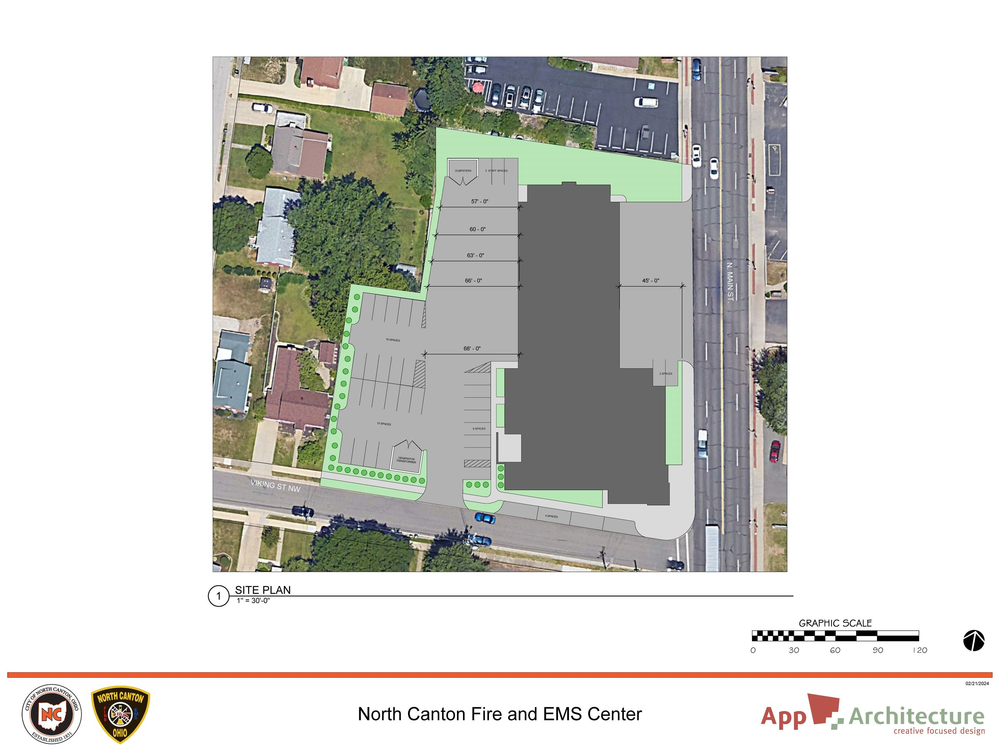 DUMPSTERS
3 STAFF SPACES
57' - 0"
60 - 0"
63' - 0"
66' - 0"
45' - 0"
N. MAIN ST.
10 SPACES
68' - 0"
2 SPACES
10 SPACES
8 SPACES
GENERATOR
TRANSFORMER
VIKING ST NW
4 SPACES
1
SITE PLAN
1" = 30'-0"
GRAPHIC SCALE
0 30 60 90 120
02/21/2024
CITY OF NORTH CANTON, OHIO
NC
ESTABLISHED 1831
NORTH CANTON
FIRE
EMS
OHIO
North Canton Fire and EMS Center
App Architecture
creative focused design